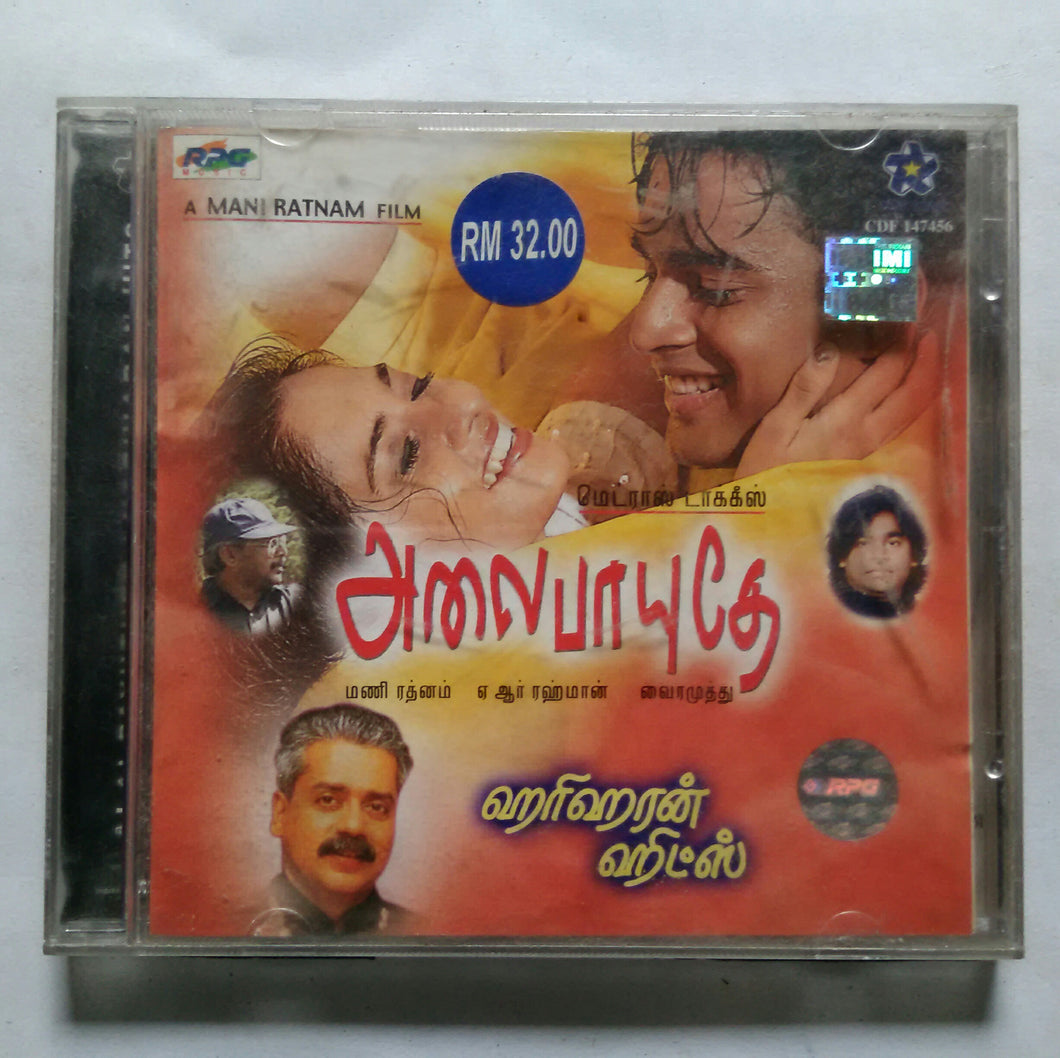 RPG
MUSIC
A MANI RATNAM FILM
RM 32.00
CDF 147456
IMI
மேட்ராஸ் டாக்கீஸ்
அலைபாயுதே
மணி ரத்னம் ஏ ஆர் ரஹ்மான் வைரமுத்து
ஹரிஹரன்
ஹிட்ஸ்
RPG